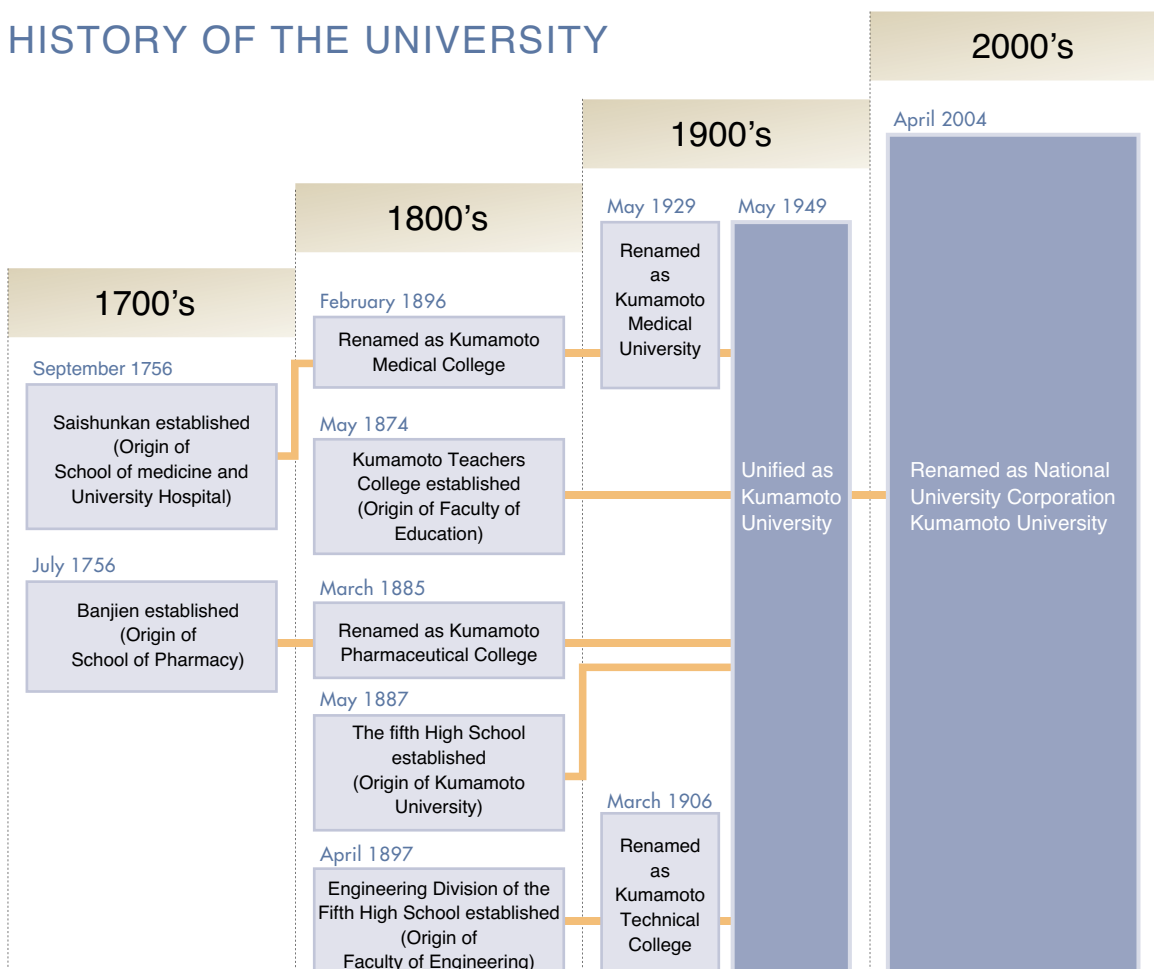 HISTORY OF THE UNIVERSITY
1700's
September 1756
Saishunkan established
(Origin of
School of medicine and
University Hospital)
July 1756
Banjien established
(Origin of
School of Pharmacy)
1800's
February 1896
Renamed as Kumamoto
Medical College
May 1874
Kumamoto Teachers
College established
(Origin of Faculty of
Education)
March 1885
Renamed as Kumamoto
Pharmaceutical College
May 1887
The fifth High School
established
(Origin of Kumamoto
University)
April 1897
Engineering Division of the
Fifth High School established
(Origin of
Faculty of Engineering)
1900's
May 1929
Renamed
as
Kumamoto
Medical
University
March 1906
Renamed
as
Kumamoto
Technical
College
May 1949
Unified as
Kumamoto
University
2000's
April 2004
Renamed as National
University Corporation
Kumamoto University